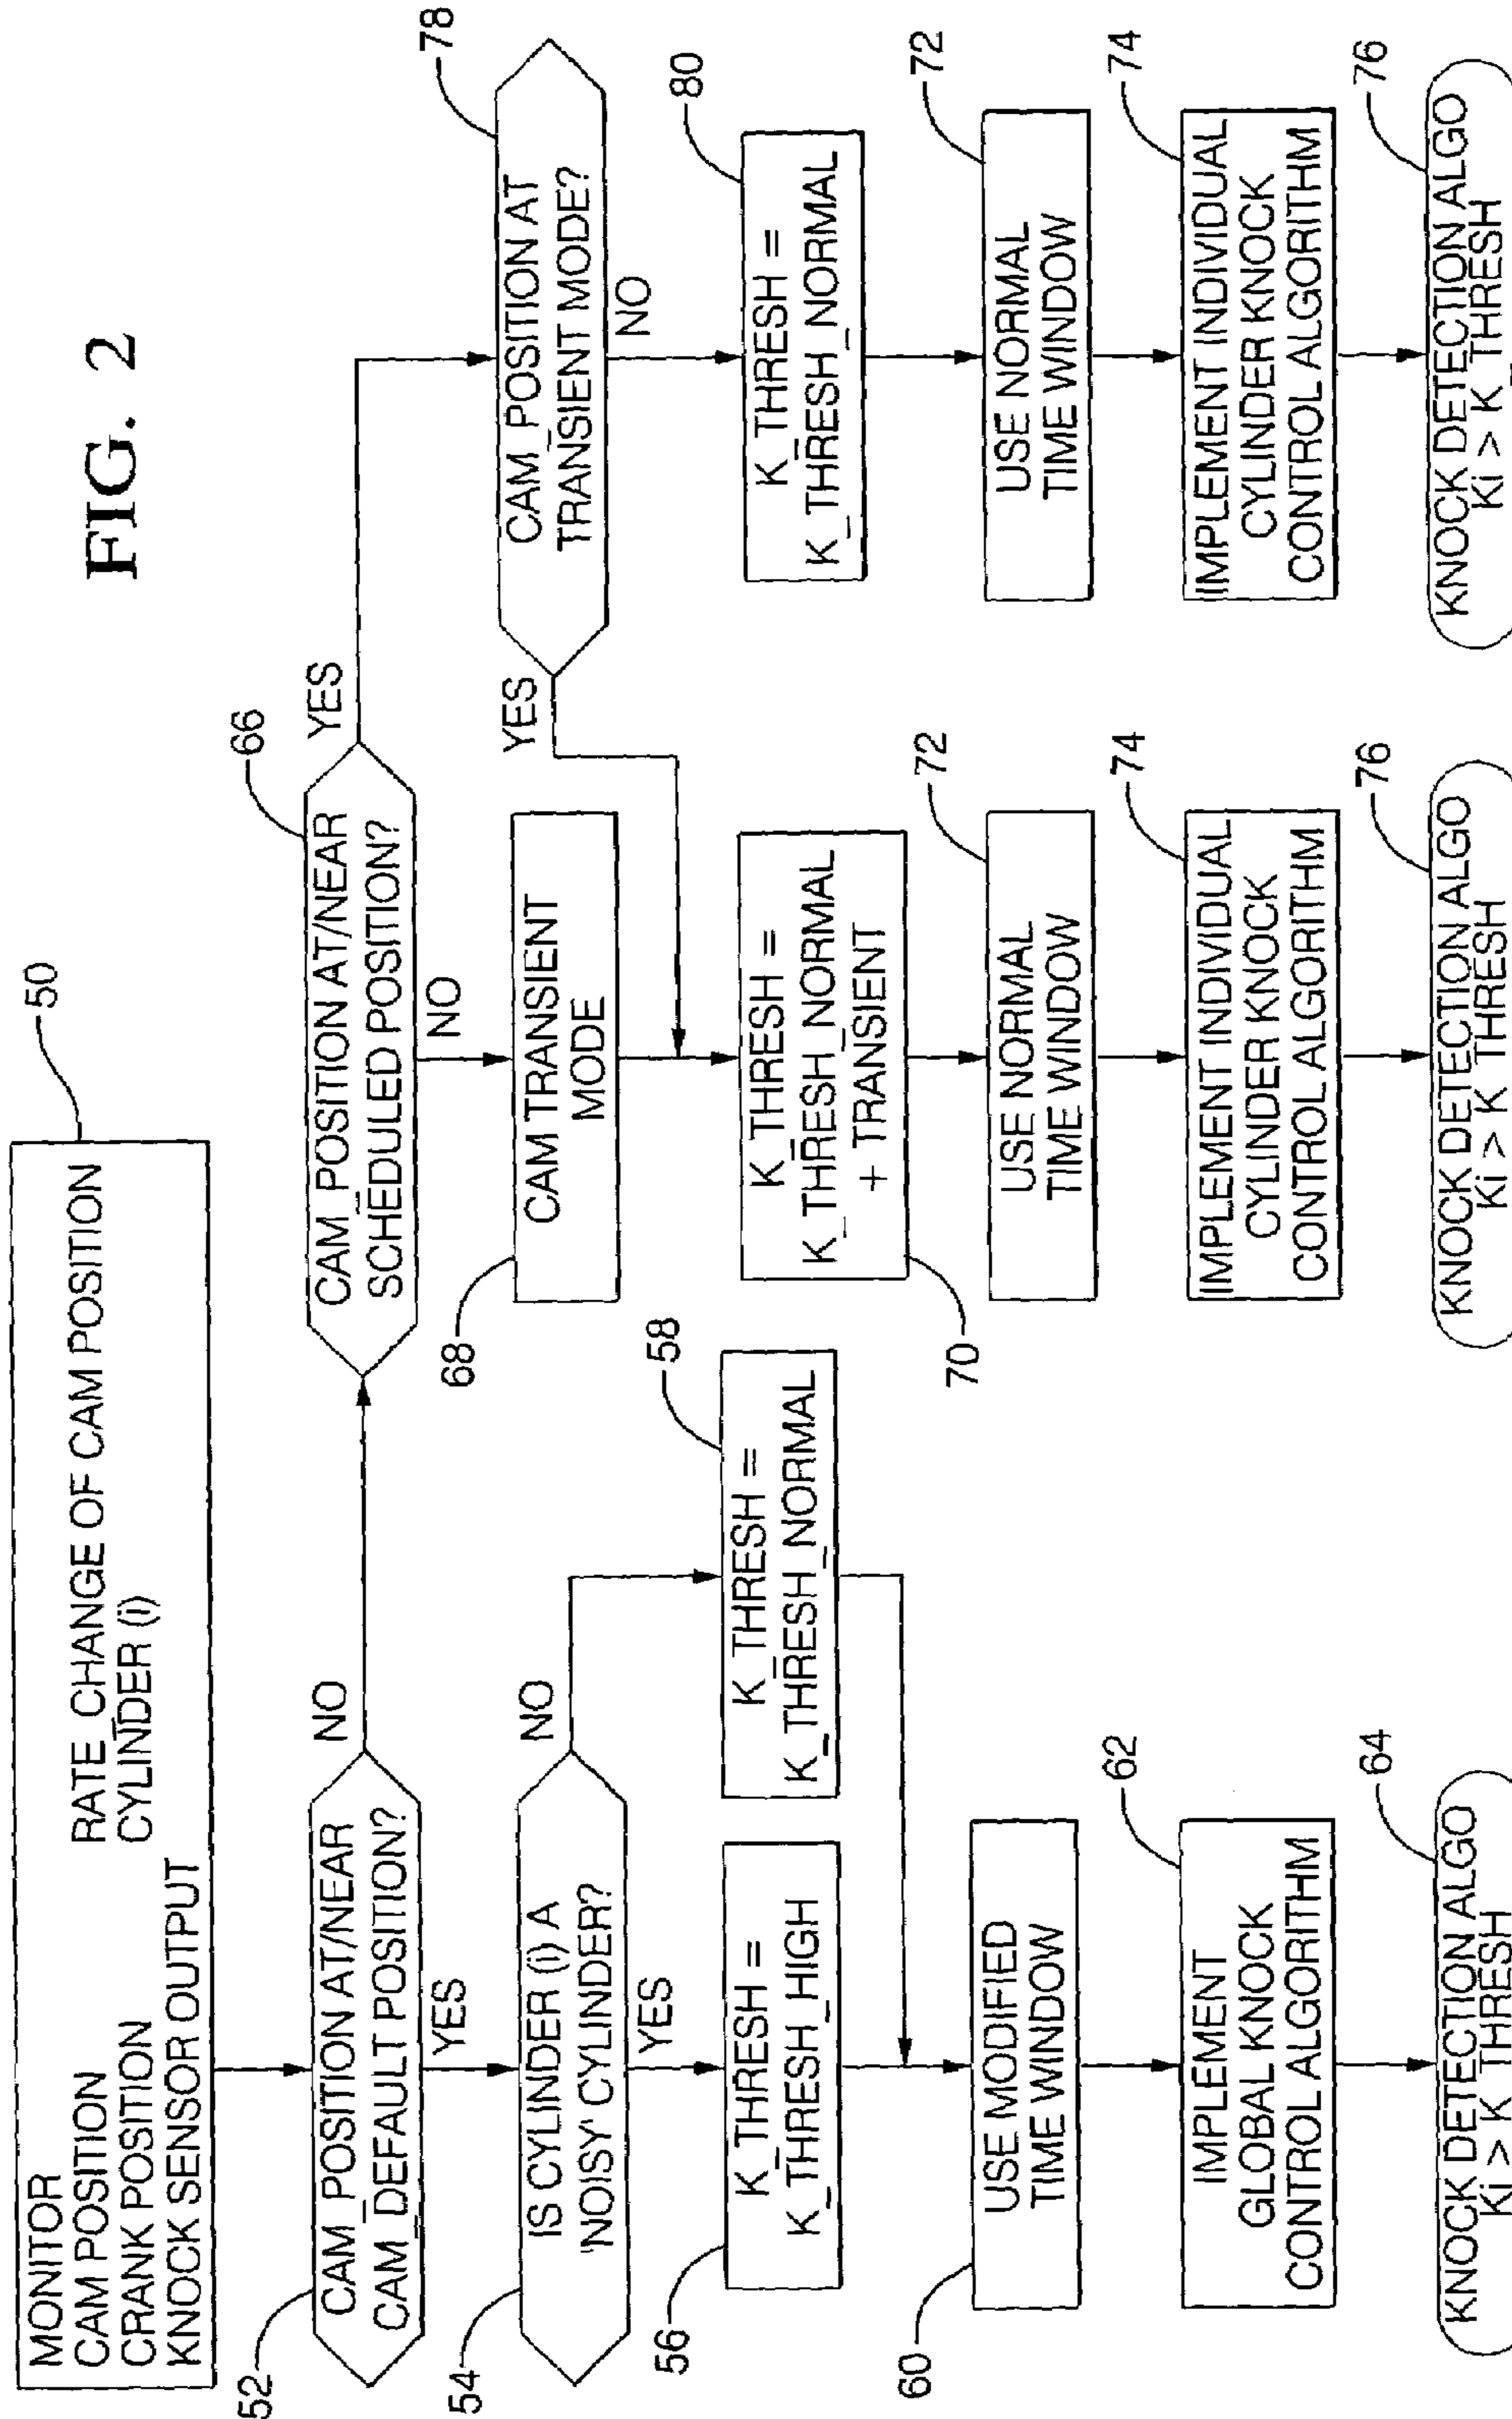 FIG. 2
MONITOR
CAM POSITION
CRANK POSITION
KNOCK SENSOR OUTPUT
RATE_CHANGE OF CAM POSITION
CYLINDER (i)
50
52
CAM_POSITION AT/NEAR
CAM_DEFAULT POSITION?
NO
YES
54
IS CYLINDER (i) A
'NOISY' CYLINDER?
NO
YES
56
K_THRESH =
K_THRESH_HIGH
58
K_THRESH =
K_THRESH_NORMAL
60
USE MODIFIED
TIME WINDOW
62
IMPLEMENT
GLOBAL KNOCK
CONTROL ALGORITHM
64
KNOCK DETECTION ALGO
Ki > K_THRESH
66
CAM_POSITION AT/NEAR
SCHEDULED POSITION?
YES
NO
68
CAM TRANSIENT
MODE
70
K_THRESH =
K_THRESH_NORMAL
+ TRANSIENT
72
USE NORMAL
TIME WINDOW
74
IMPLEMENT INDIVIDUAL
CYLINDER KNOCK
CONTROL ALGORITHM
76
KNOCK DETECTION ALGO
Ki > K_THRESH
78
CAM_POSITION AT
TRANSIENT MODE?
YES
NO
80
K_THRESH =
K_THRESH_NORMAL
72
USE NORMAL
TIME WINDOW
74
IMPLEMENT INDIVIDUAL
CYLINDER KNOCK
CONTROL ALGORITHM
76
KNOCK DETECTION ALGO
Ki > K_THRESH